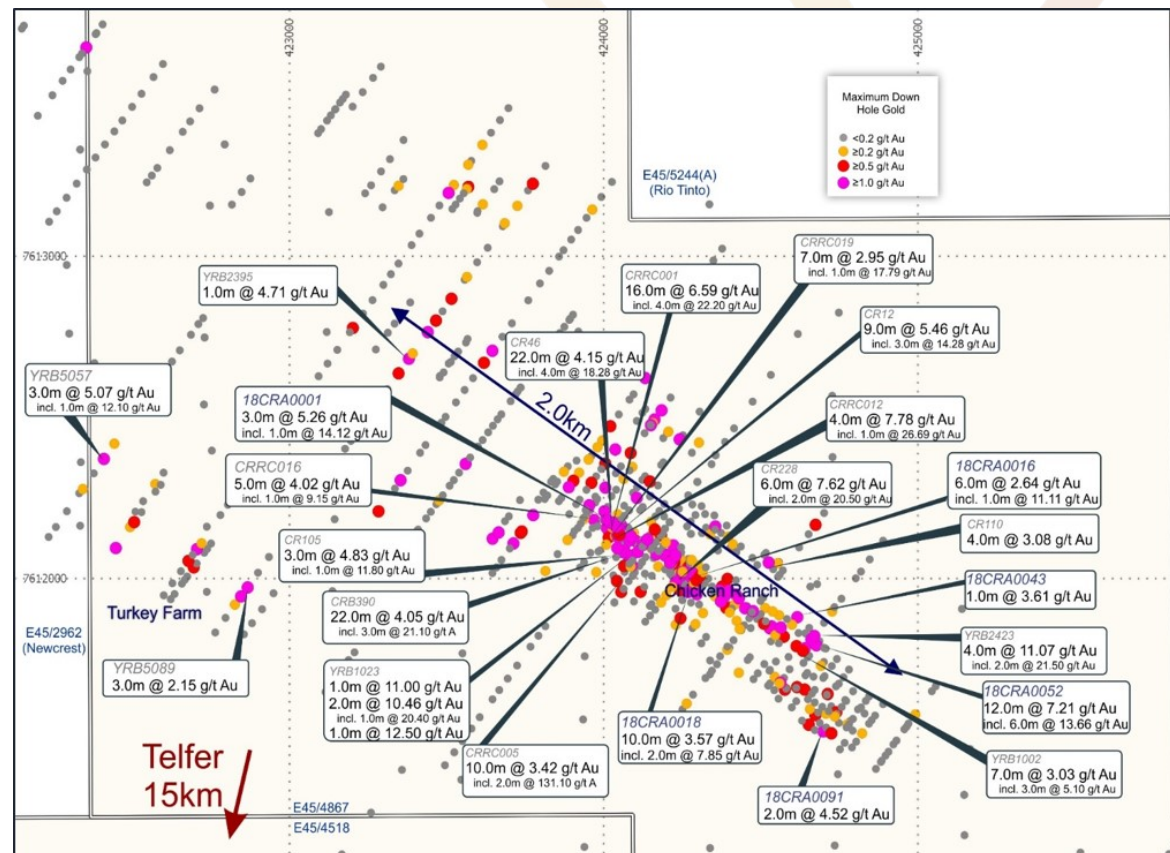 423000
424000
425000
Maximum Down
Hole Gold
<0.2 g/t Au
≥0.2 g/t Au
≥0.5 g/t Au
≥1.0 g/t Au
E45/5244(A)
(Rio Tinto)
7613000
CRRC019
7.0m @ 2.95 g/t Au
incl. 1.0m @ 17.79 g/t Au
YRB2395
1.0m @ 4.71 g/t Au
CRRC001
16.0m @ 6.59 g/t Au
incl. 4.0m @ 22.20 g/t Au
CR12
9.0m @ 5.46 g/t Au
incl. 3.0m @ 14.28 g/t Au
CR46
22.0m @ 4.15 g/t Au
incl. 4.0m @ 18.28 g/t Au
YRB5057
3.0m @ 5.07 g/t Au
incl. 1.0m @ 12.10 g/t Au
18CRA0001
3.0m @ 5.26 g/t Au
incl. 1.0m @ 14.12 g/t Au
2.0km
CRRC012
4.0m @ 7.78 g/t Au
incl. 1.0m @ 26.69 g/t Au
CRRC016
5.0m @ 4.02 g/t Au
incl. 1.0m @ 9.15 g/t Au
CR228
6.0m @ 7.62 g/t Au
incl. 2.0m @ 20.50 g/t Au
18CRA0016
6.0m @ 2.64 g/t Au
incl. 1.0m @ 11.11 g/t Au
CR105
3.0m @ 4.83 g/t Au
incl. 1.0m @ 11.80 g/t Au
CR110
4.0m @ 3.08 g/t Au
7612000
Chicken Ranch
18CRA0043
1.0m @ 3.61 g/t Au
Turkey Farm
CRB390
22.0m @ 4.05 g/t Au
incl. 3.0m @ 21.10 g/t A
E45/2962
(Newcrest)
YRB2423
4.0m @ 11.07 g/t Au
incl. 2.0m @ 21.50 g/t Au
YRB5089
3.0m @ 2.15 g/t Au
YRB1023
1.0m @ 11.00 g/t Au
2.0m @ 10.46 g/t Au
incl. 1.0m @ 20.40 g/t Au
1.0m @ 12.50 g/t Au
18CRA0052
12.0m @ 7.21 g/t Au
incl. 6.0m @ 13.66 g/t Au
18CRA0018
10.0m @ 3.57 g/t Au
incl. 2.0m @ 7.85 g/t Au
CRRC005
10.0m @ 3.42 g/t Au
incl. 2.0m @ 131.10 g/t A
YRB1002
7.0m @ 3.03 g/t Au
incl. 3.0m @ 5.10 g/t Au
Telfer
15km
18CRA0091
2.0m @ 4.52 g/t Au
E45/4867
E45/4518